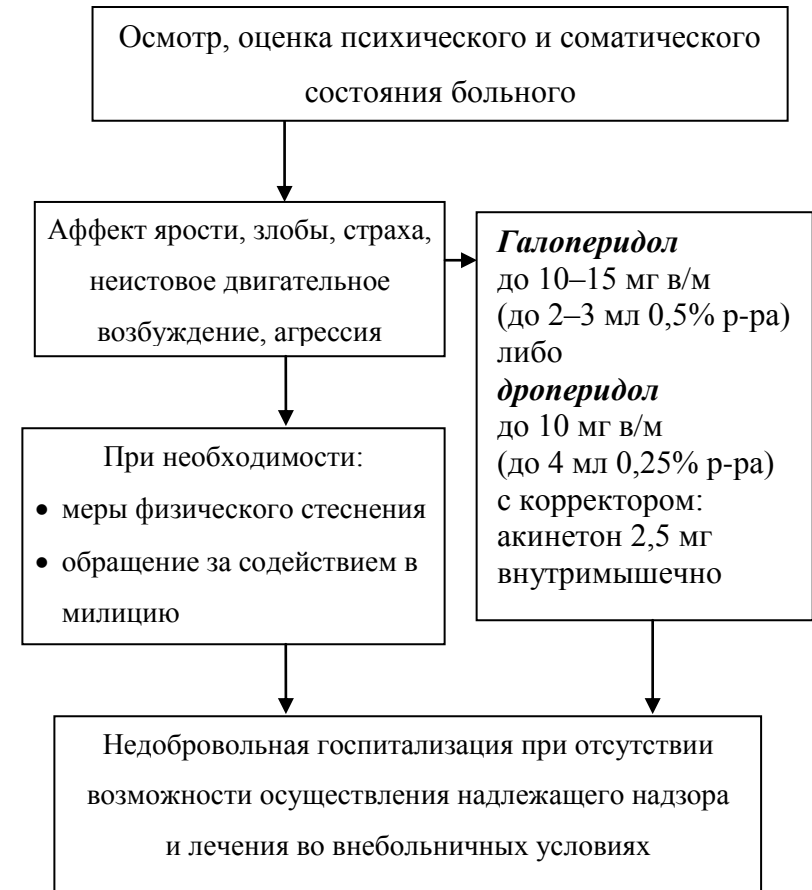 Осмотр, оценка психического и соматического
состояния больного
Аффект ярости, злобы, страха,
неистовое двигательное
возбуждение, агрессия
Галоперидол
до 10–15 мг в/м
(до 2–3 мл 0,5% р-ра)
либо
дроперидол
до 10 мг в/м
(до 4 мл 0,25% р-ра)
с корректором:
акинетон 2,5 мг
внутримышечно
При необходимости:
• меры физического стеснения
• обращение за содействием в
милицию
Недобровольная госпитализация при отсутствии
возможности осуществления надлежащего надзора
и лечения во внебольничных условиях